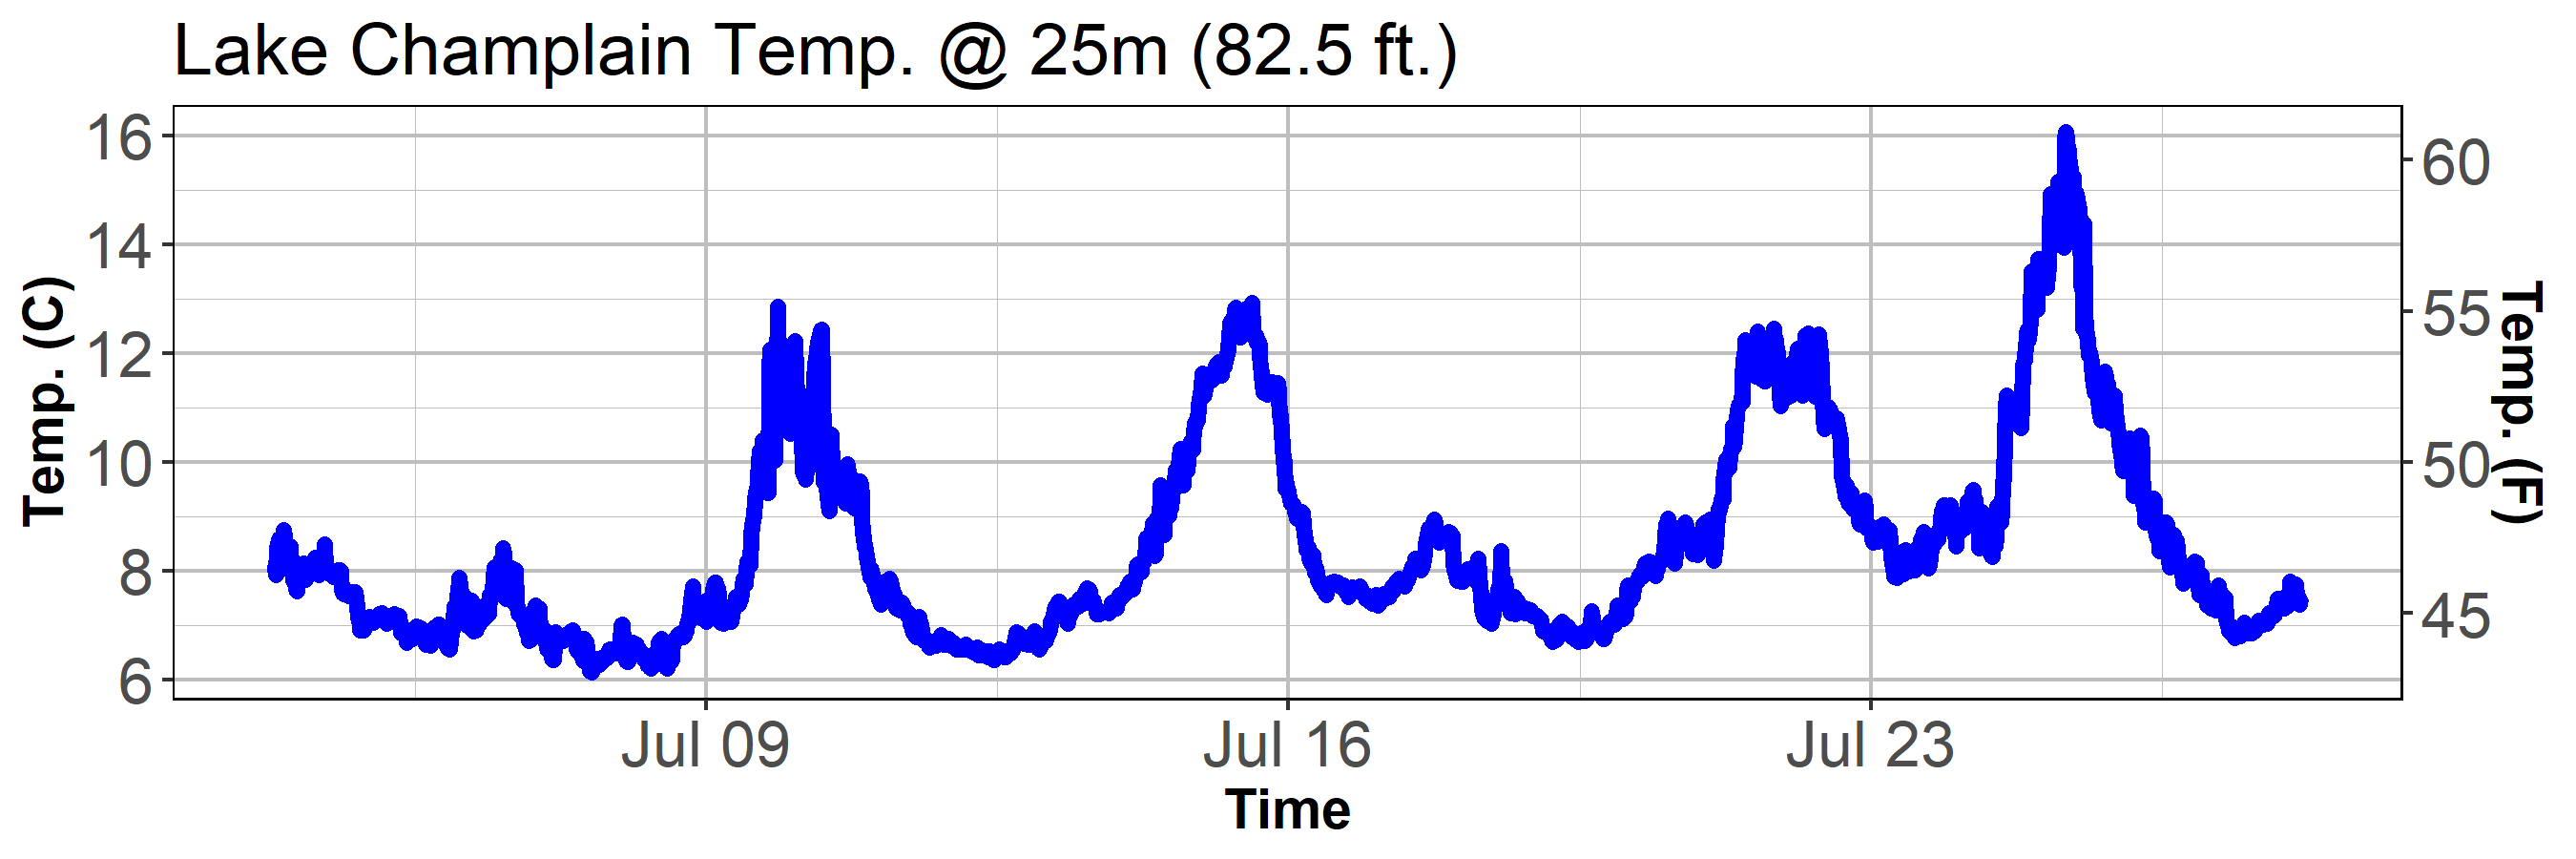 Lake Champlain Temp. @ 25m (82.5 ft.)
Temp. (C)
16
14
12
10
8
6
60
55
50
45
Temp. (F)
Jul 09
Jul 16
Jul 23
Time